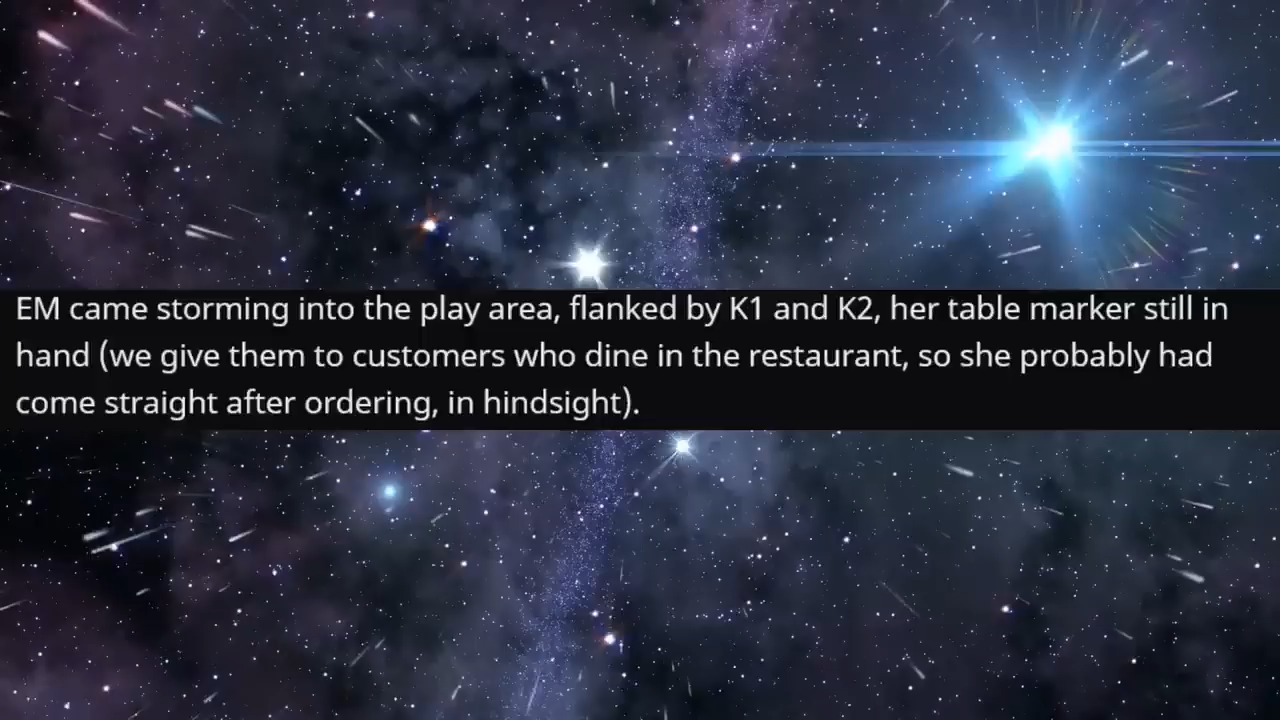 EM came storming into the play area, flanked by K1 and K2, her table marker still in
hand (we give them to customers who dine in the restaurant, so she probably had
come straight after ordering, in hindsight).